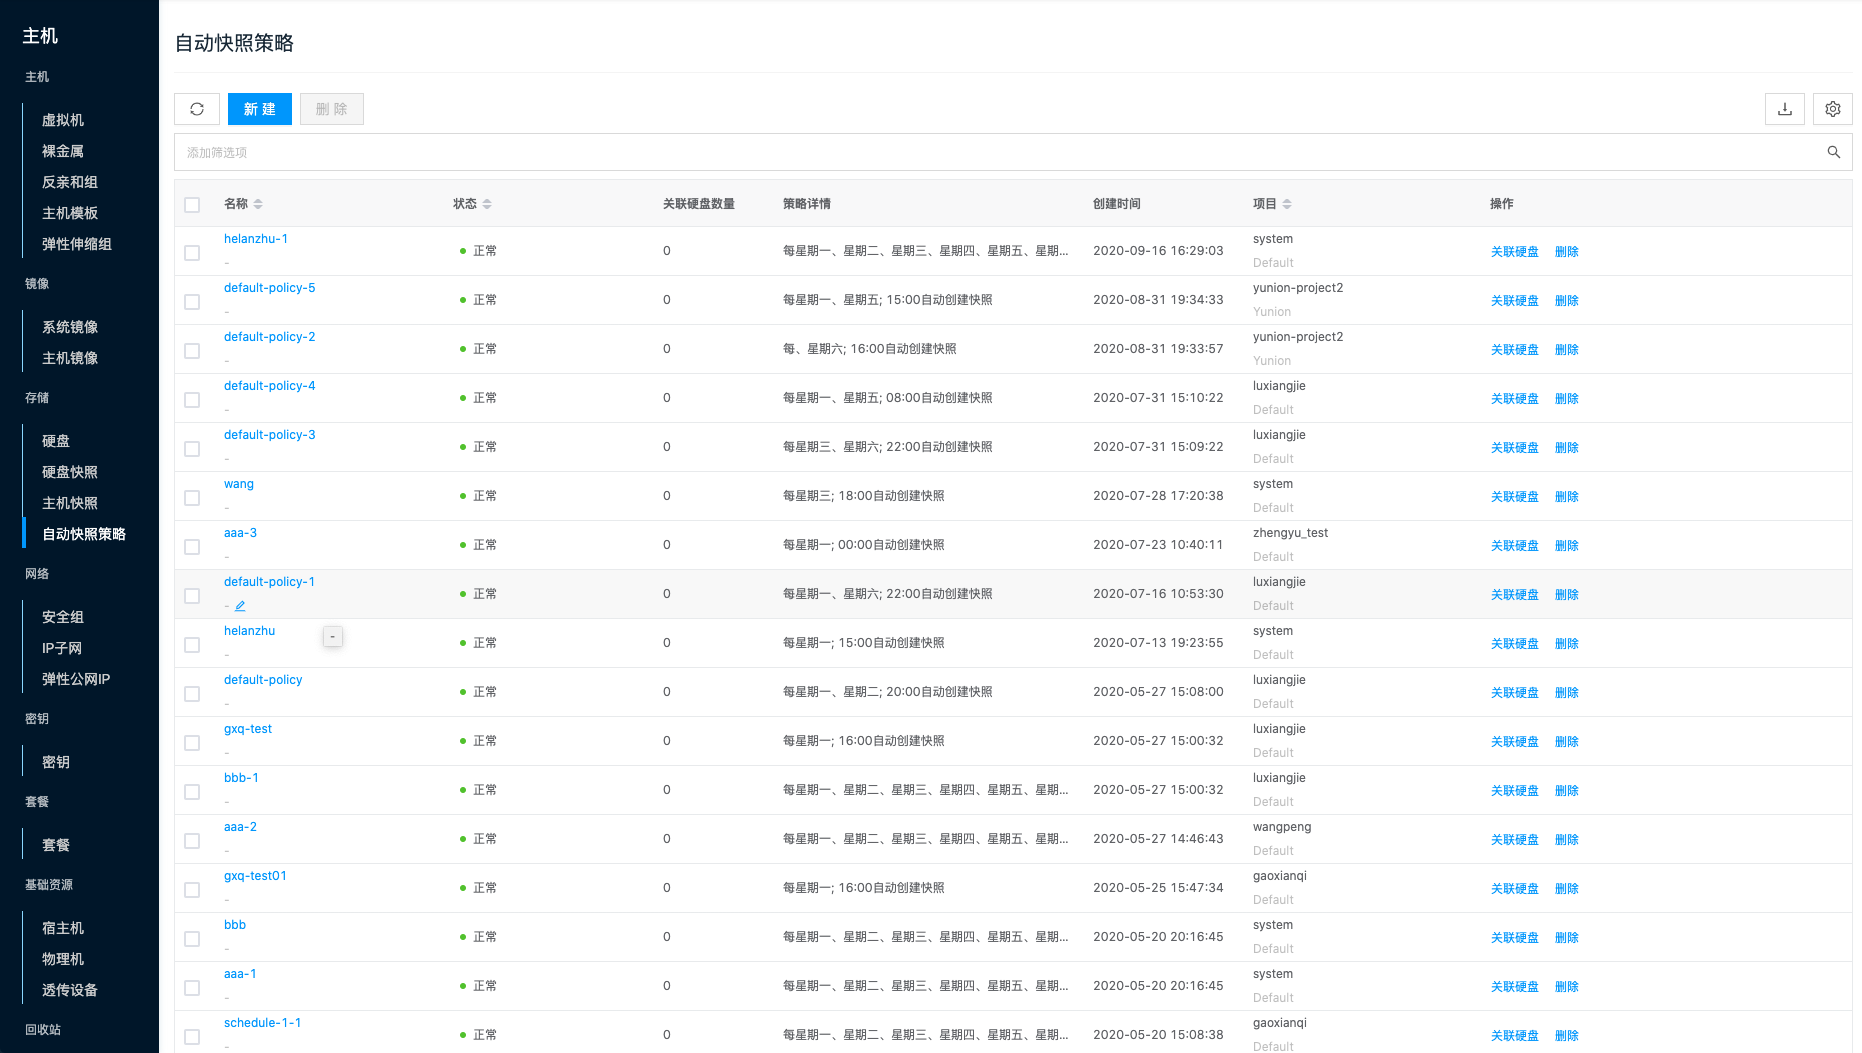 主机
主机
虚拟机
裸金属
反亲和组
主机模板
弹性伸缩组
镜像
系统镜像
主机镜像
存储
硬盘
硬盘快照
主机快照
自动快照策略
网络
安全组
IP子网
弹性公网IP
密钥
密钥
套餐
套餐
基础资源
宿主机
物理机
透传设备
回收站
自动快照策略
新建 删除
添加筛选项
名称 状态 关联硬盘数量 策略详情 创建时间 项目 操作
helanzhu-1 正常 0 每星期一、星期二、星期三、星期四、星期五、星期... 2020-09-16 16:29:03 system 关联硬盘 删除
- Default
default-policy-5 正常 0 每星期一、星期五; 15:00自动创建快照 2020-08-31 19:34:33 yunion-project2 关联硬盘 删除
- Yunion
default-policy-2 正常 0 每、星期六; 16:00自动创建快照 2020-08-31 19:33:57 yunion-project2 关联硬盘 删除
- Yunion
default-policy-4 正常 0 每星期一、星期五; 08:00自动创建快照 2020-07-31 15:10:22 luxiangjie 关联硬盘 删除
- Default
default-policy-3 正常 0 每星期三、星期六; 22:00自动创建快照 2020-07-31 15:09:22 luxiangjie 关联硬盘 删除
- Default
wang 正常 0 每星期三; 18:00自动创建快照 2020-07-28 17:20:38 system 关联硬盘 删除
- Default
aaa-3 正常 0 每星期一; 00:00自动创建快照 2020-07-23 10:40:11 zhengyu_test 关联硬盘 删除
- Default
default-policy-1 正常 0 每星期一、星期六; 22:00自动创建快照 2020-07-16 10:53:30 luxiangjie 关联硬盘 删除
- Default
helanzhu - 正常 0 每星期一; 15:00自动创建快照 2020-07-13 19:23:55 system 关联硬盘 删除
- Default
default-policy 正常 0 每星期一、星期二; 20:00自动创建快照 2020-05-27 15:08:00 luxiangjie 关联硬盘 删除
- Default
gxq-test 正常 0 每星期一; 16:00自动创建快照 2020-05-27 15:00:32 luxiangjie 关联硬盘 删除
- Default
bbb-1 正常 0 每星期一、星期二、星期三、星期四、星期五、星期... 2020-05-27 15:00:32 luxiangjie 关联硬盘 删除
- Default
aaa-2 正常 0 每星期一、星期二、星期三、星期四、星期五、星期... 2020-05-27 14:46:43 wangpeng 关联硬盘 删除
- Default
gxq-test01 正常 0 每星期一; 16:00自动创建快照 2020-05-25 15:47:34 gaoxianqi 关联硬盘 删除
- Default
bbb 正常 0 每星期一、星期二、星期三、星期四、星期五、星期... 2020-05-20 20:16:45 system 关联硬盘 删除
- Default
aaa-1 正常 0 每星期一、星期二、星期三、星期四、星期五、星期... 2020-05-20 20:16:45 system 关联硬盘 删除
- Default
schedule-1-1 正常 0 每星期一、星期二、星期三、星期四、星期五、星期... 2020-05-20 15:08:38 gaoxianqi 关联硬盘 删除
- Default